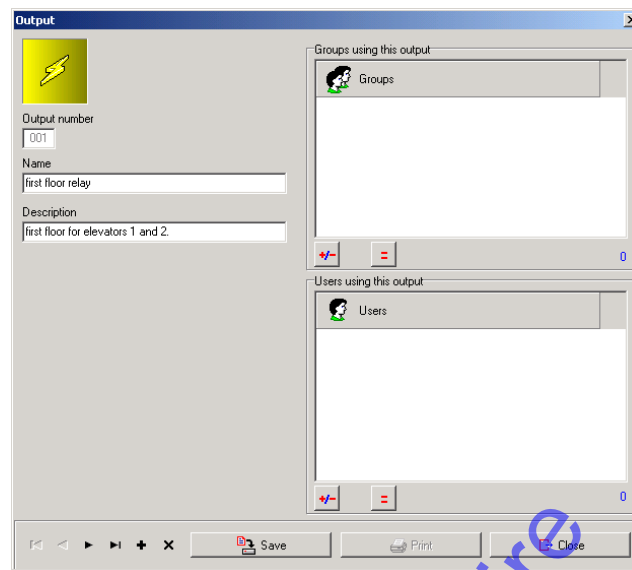 Output
Output number
001
Name
first floor relay
Description
first floor for elevators 1 and 2.
Groups using this output
Groups
+/-
=
0
Users using this output
Users
+/-
=
0
Save
Print
Close